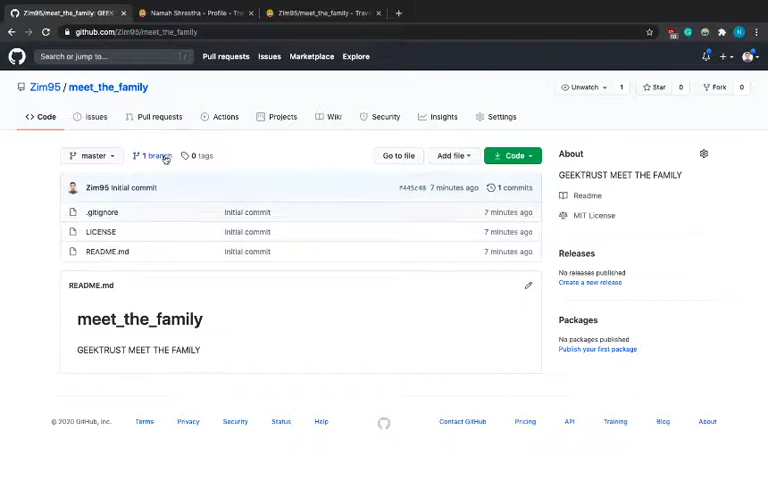 Zim95/meet_the_family: GEEKT
Namah Shrestha - Profile - Tra
Zim95/meet_the_family - Travi
github.com/Zim95/meet_the_family
Search or jump to...
/
Pull requests
Issues
Marketplace
Explore
Zim95 / meet_the_family
Unwatch
1
Star
0
Fork
0
Code
Issues
Pull requests
Actions
Projects
Wiki
Security
Insights
Settings
master
1 branch
0 tags
Go to file
Add file
Code
Zim95 Initial commit
f445c48 7 minutes ago
1 commits
.gitignore
Initial commit
7 minutes ago
LICENSE
Initial commit
7 minutes ago
README.md
Initial commit
7 minutes ago
README.md
meet_the_family
GEEKTRUST MEET THE FAMILY
About
GEEKTRUST MEET THE FAMILY
Readme
MIT License
Releases
No releases published
Create a new release
Packages
No packages published
Publish your first package
© 2020 GitHub, Inc.
Terms
Privacy
Security
Status
Help
Contact GitHub
Pricing
API
Training
Blog
About